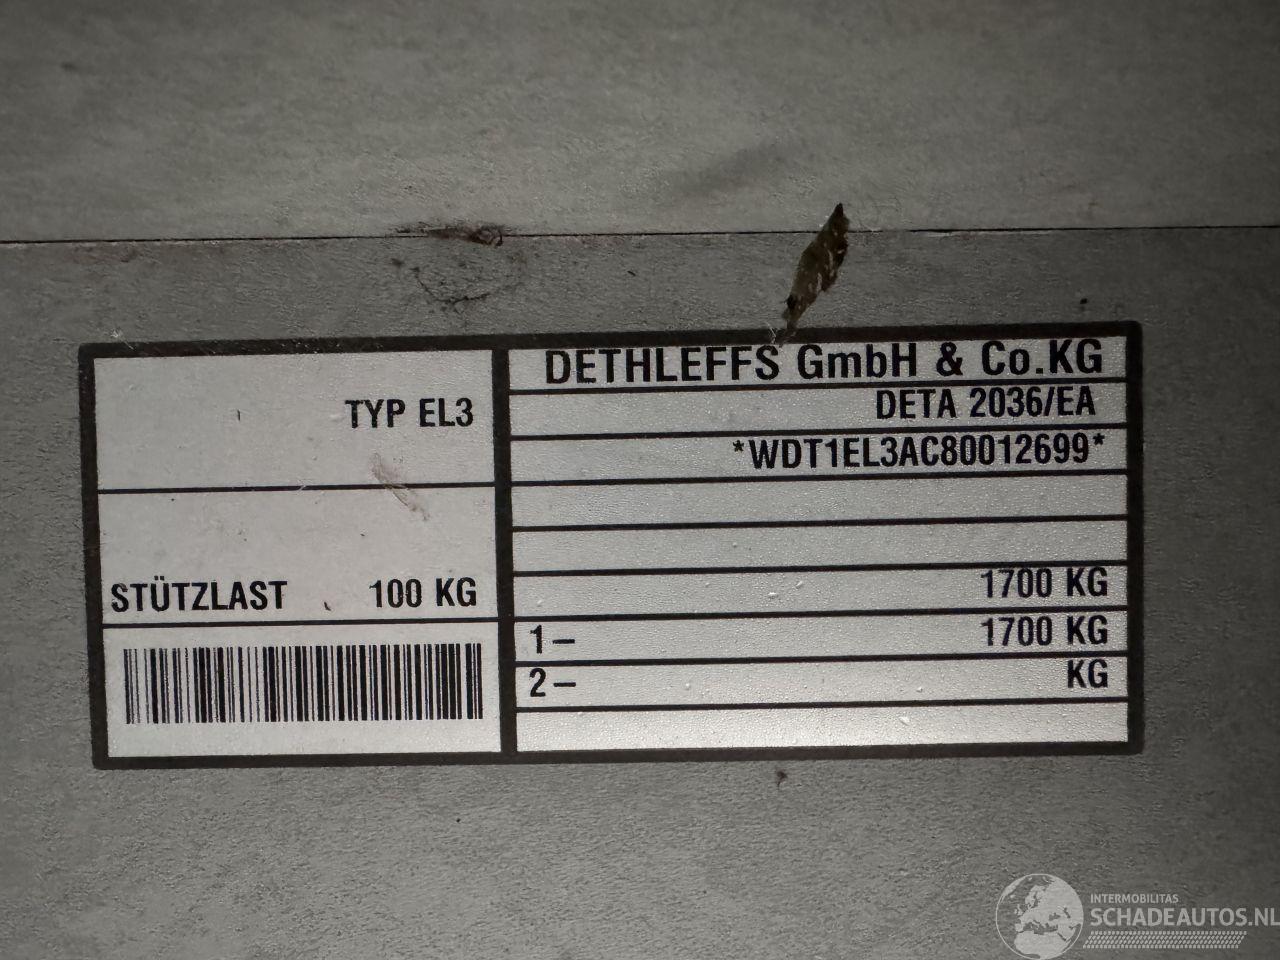 DETHLEFFS GmbH & Co.KG
TYP EL3
DETA 2036/EA
*WDT1EL3AC80012699*
STÜTZLAST 100 KG
1700 KG
1– 1700 KG
2– KG
INTERMOBILITAS
SCHADEAUTOS.NL